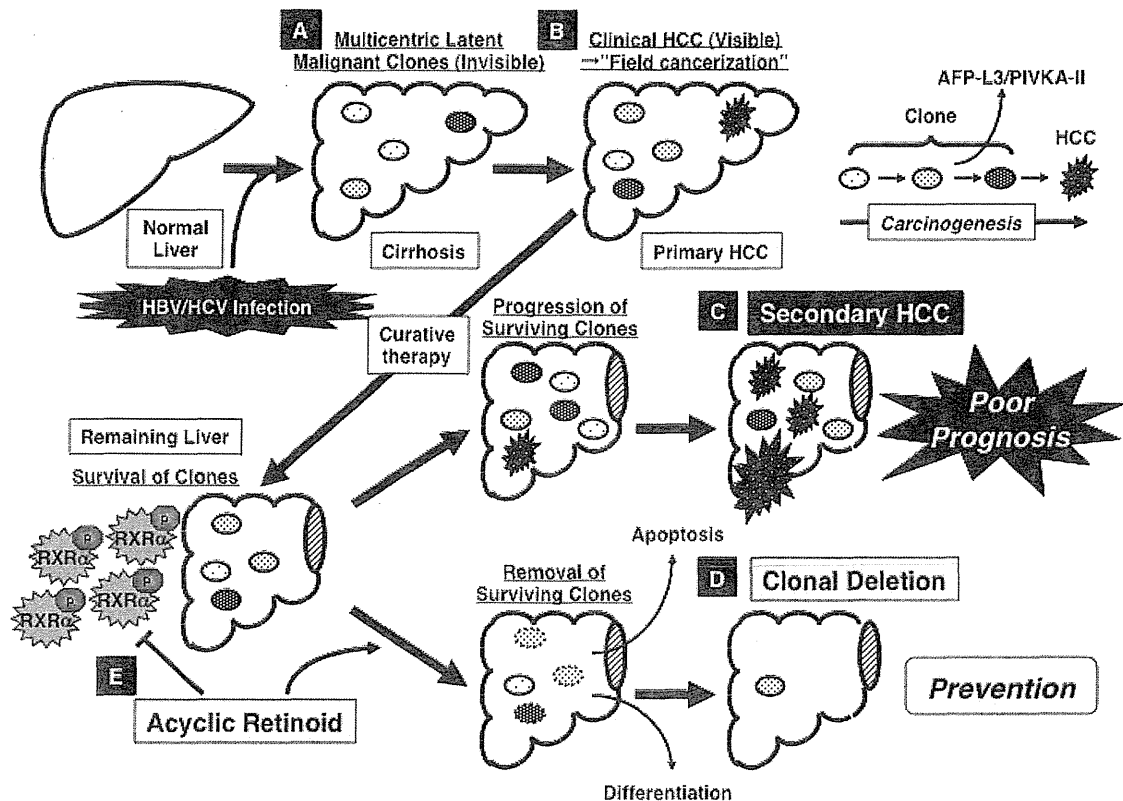 A
Multicentric Latent
Malignant Clones (Invisible)
B
Clinical HCC (Visible)
→"Field cancerization"
AFP-L3/PIVKA-II
Clone
HCC
Carcinogenesis
Normal
Liver
Cirrhosis
Primary HCC
HBV/HCV Infection
Curative
therapy
Progression of
Surviving Clones
C
Secondary HCC
Poor
Prognosis
Remaining Liver
Survival of Clones
P
RXRα
P
RXRα
P
RXRα
P
RXRα
E
Acyclic Retinoid
Removal of
Surviving Clones
Apoptosis
D
Clonal Deletion
Prevention
Differentiation